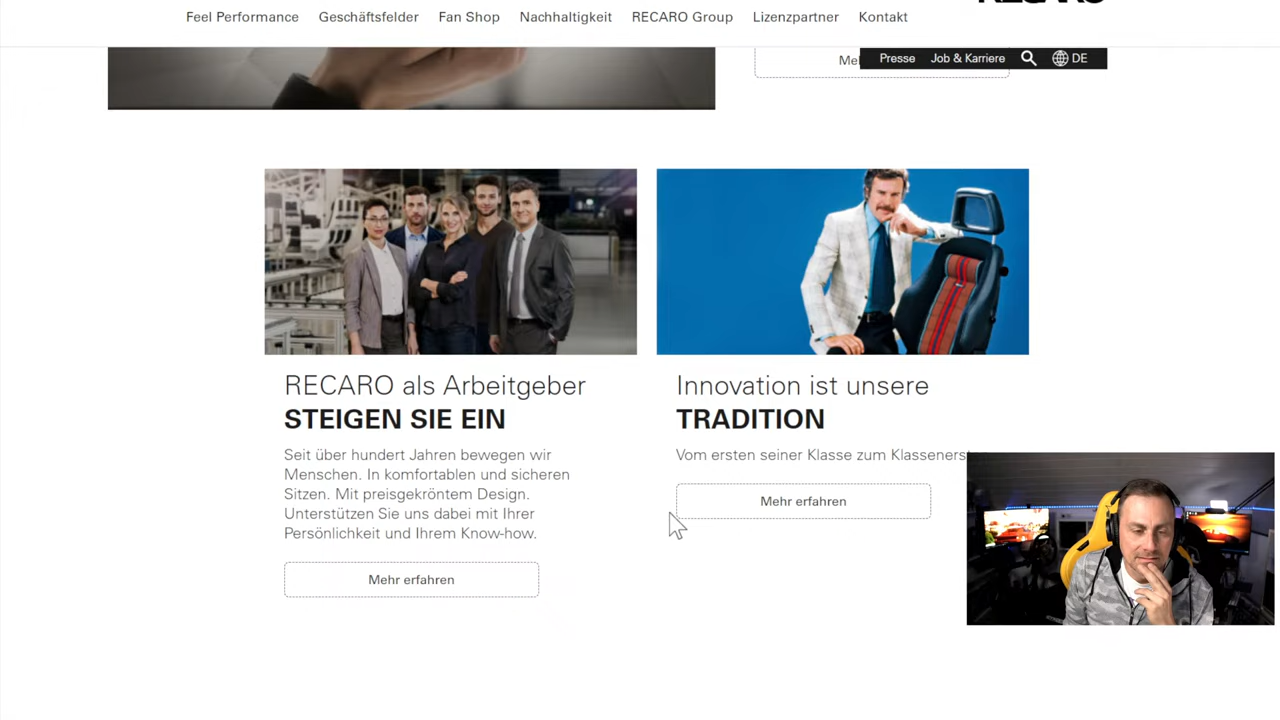 Feel Performance Geschäftsfelder Fan Shop Nachhaltigkeit RECARO Group Lizenzpartner Kontakt
Presse Job & Karriere DE
RECARO als Arbeitgeber
STEIGEN SIE EIN
Seit über hundert Jahren bewegen wir
Menschen. In komfortablen und sicheren
Sitzen. Mit preisgekröntem Design.
Unterstützen Sie uns dabei mit Ihrer
Persönlichkeit und Ihrem Know-how.
Mehr erfahren
Innovation ist unsere
TRADITION
Vom ersten seiner Klasse zum
Mehr erfahren